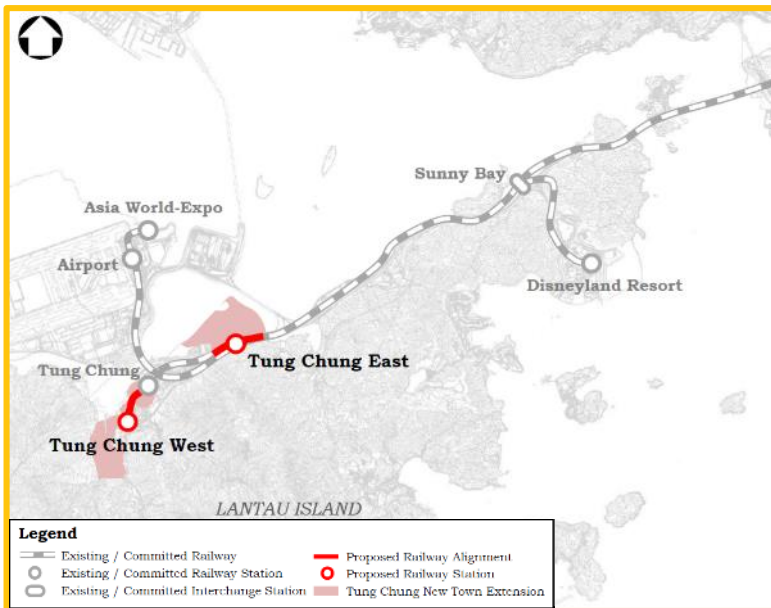 Sunny Bay
Asia World-Expo
Airport
Disneyland Resort
Tung Chung East
Tung Chung
Tung Chung West
LANTAU ISLAND
Legend
Existing / Committed Railway
Existing / Committed Railway Station
Existing / Committed Interchange Station
Proposed Railway Alignment
Proposed Railway Station
Tung Chung New Town Extension